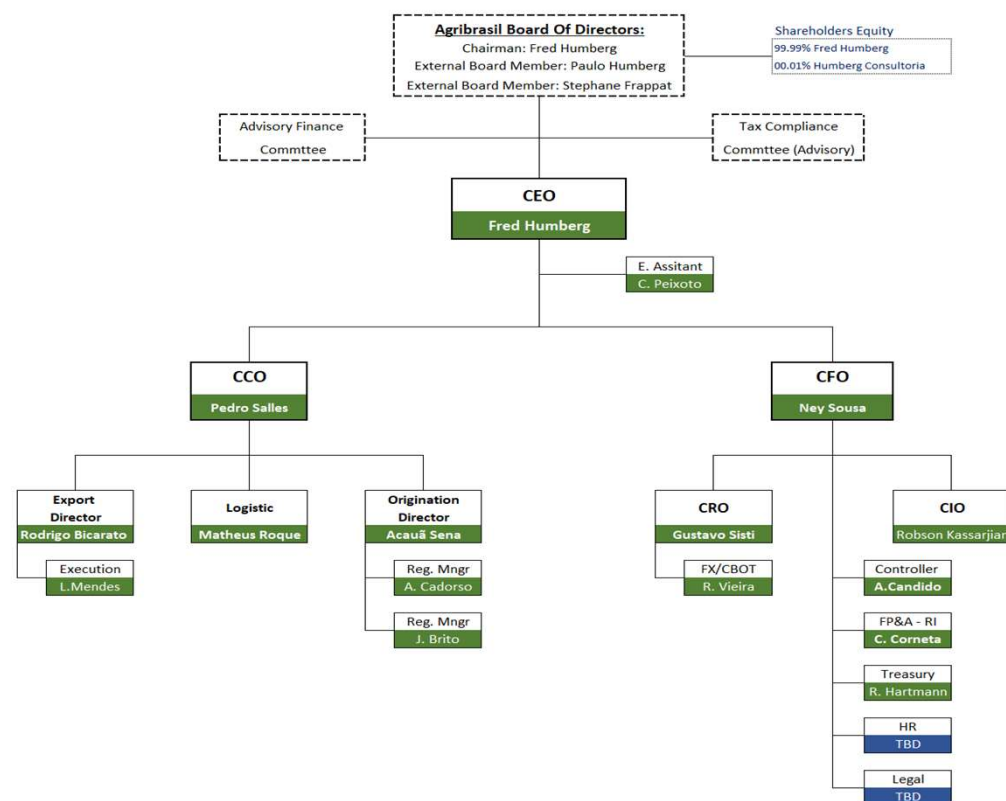 Agribrasil Board Of Directors:
Chairman: Fred Humberg
External Board Member: Paulo Humberg
External Board Member: Stephane Frappat
Shareholders Equity
99.99% Fred Humberg
00.01% Humberg Consultoria
Advisory Finance
Commttee
Tax Compliance
Commttee (Advisory)
CEO
Fred Humberg
E. Assitant
C. Peixoto
CCO
Pedro Salles
CFO
Ney Sousa
Export
Director
Rodrigo Bicarato
Logistic
Matheus Roque
Origination
Director
Acauã Sena
CRO
Gustavo Sisti
CIO
Robson Kassarjian
Execution
L.Mendes
Reg. Mngr
A. Cadorso
Reg. Mngr
J. Brito
FX/CBOT
R. Vieira
Controller
A.Candido
FP&A - RI
C. Corneta
Treasury
R. Hartmann
HR
TBD
Legal
TBD